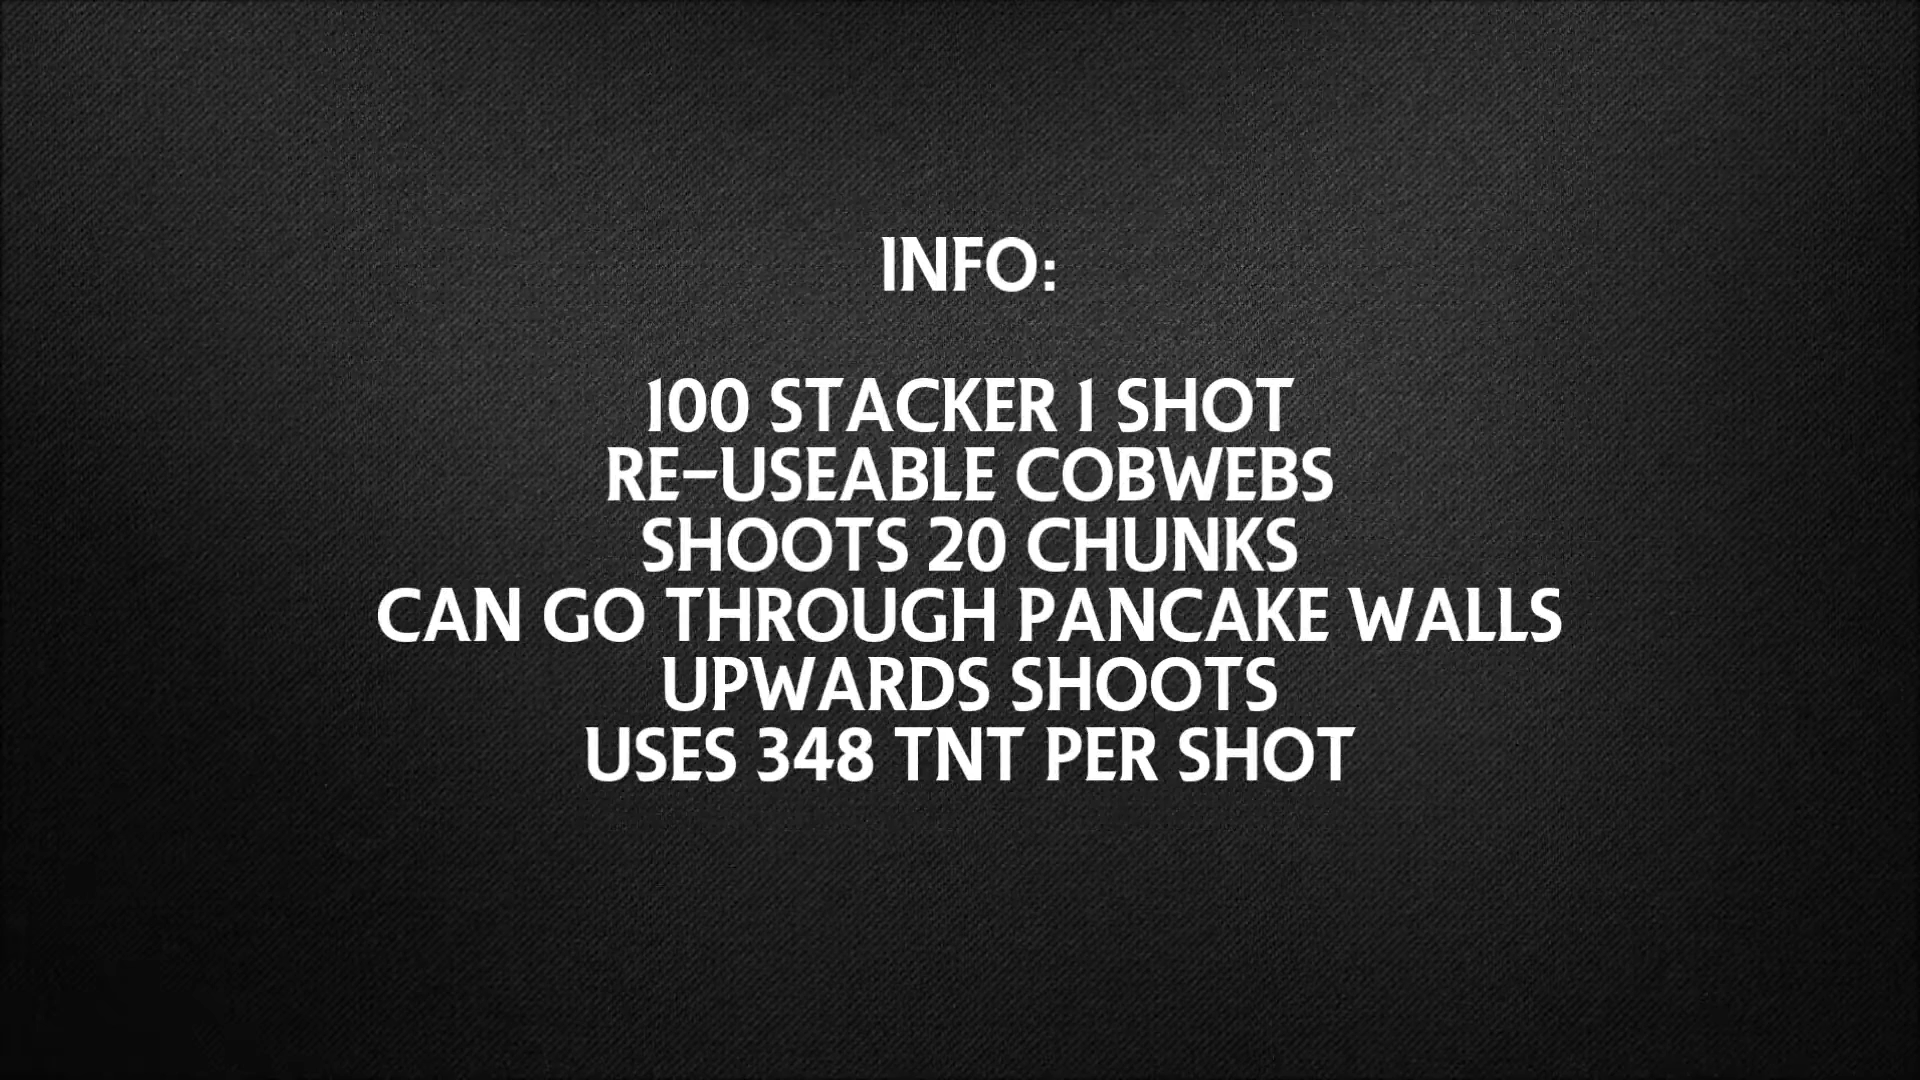 INFO:
100 STACKER 1 SHOT
RE-USEABLE COBWEBS
SHOOTS 20 CHUNKS
CAN GO THROUGH PANCAKE WALLS
UPWARDS SHOOTS
USES 348 TNT PER SHOT